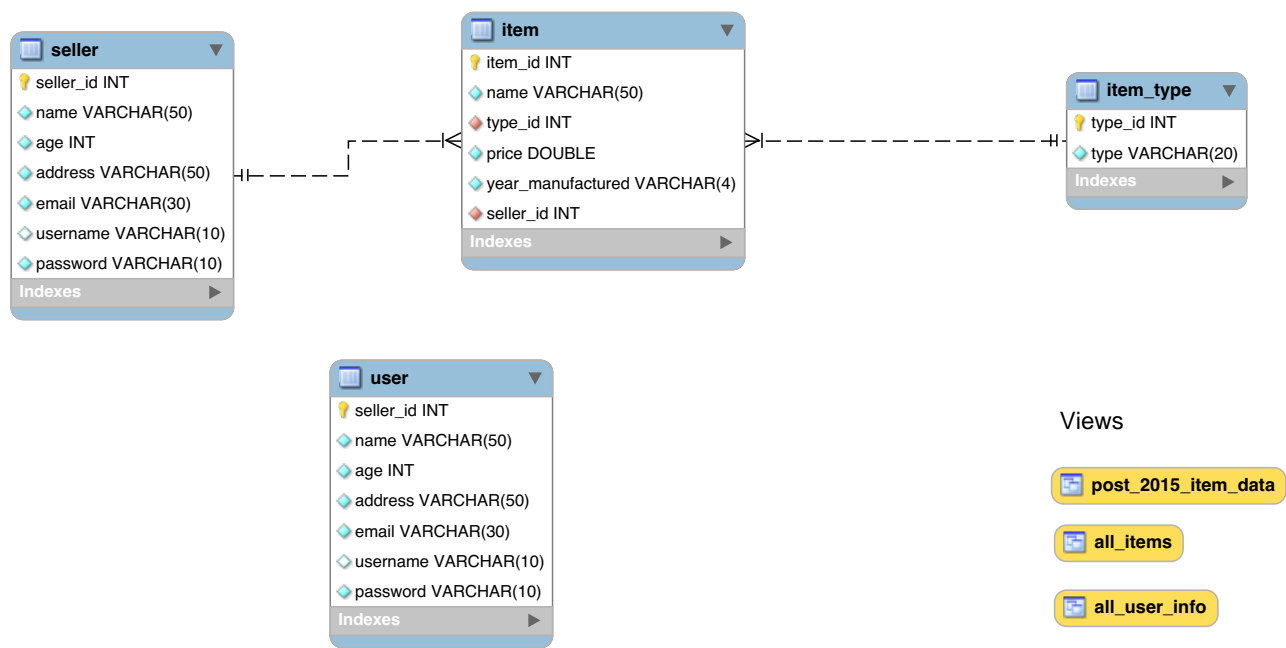 seller
seller_id INT
name VARCHAR(50)
age INT
address VARCHAR(50)
email VARCHAR(30)
username VARCHAR(10)
password VARCHAR(10)
Indexes
item
item_id INT
name VARCHAR(50)
type_id INT
price DOUBLE
year_manufactured VARCHAR(4)
seller_id INT
Indexes
item_type
type_id INT
type VARCHAR(20)
Indexes
user
seller_id INT
name VARCHAR(50)
age INT
address VARCHAR(50)
email VARCHAR(30)
username VARCHAR(10)
password VARCHAR(10)
Indexes
Views
post_2015_item_data
all_items
all_user_info